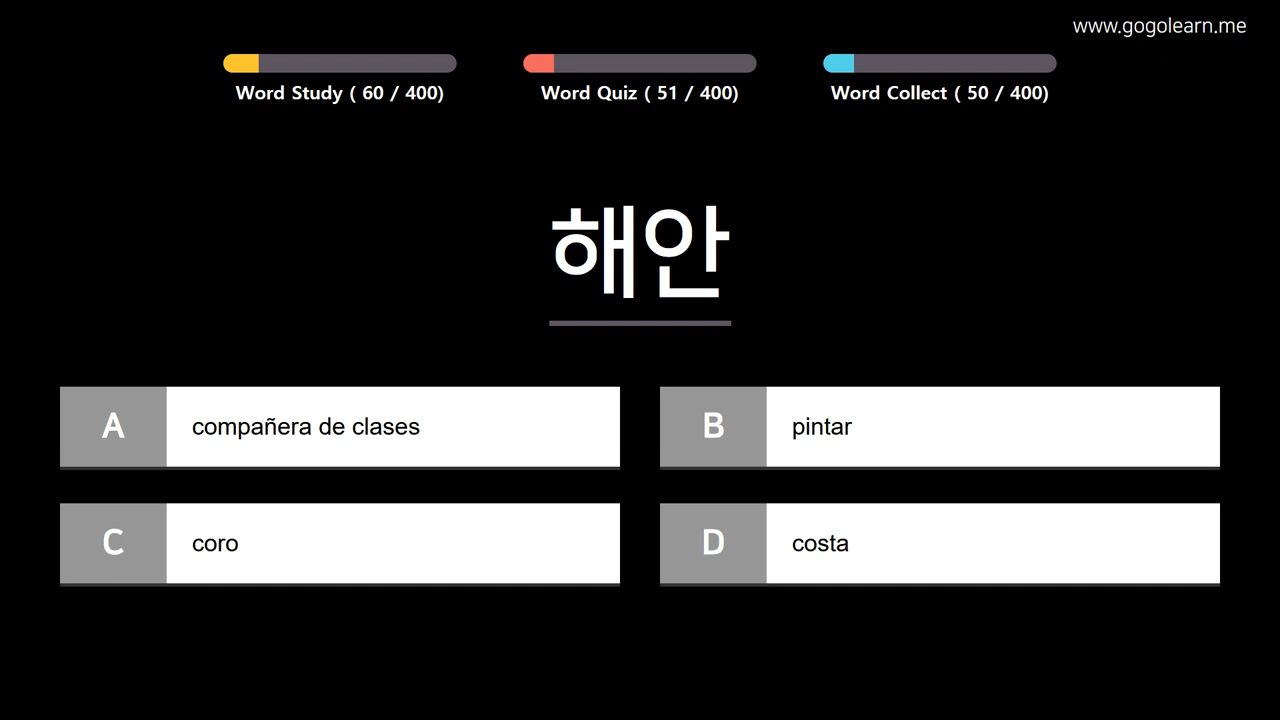 www.gogolearn.me
Word Study ( 60 / 400)
Word Quiz ( 51 / 400)
Word Collect ( 50 / 400)
해안
A
compañera de clases
B
pintar
C
coro
D
costa